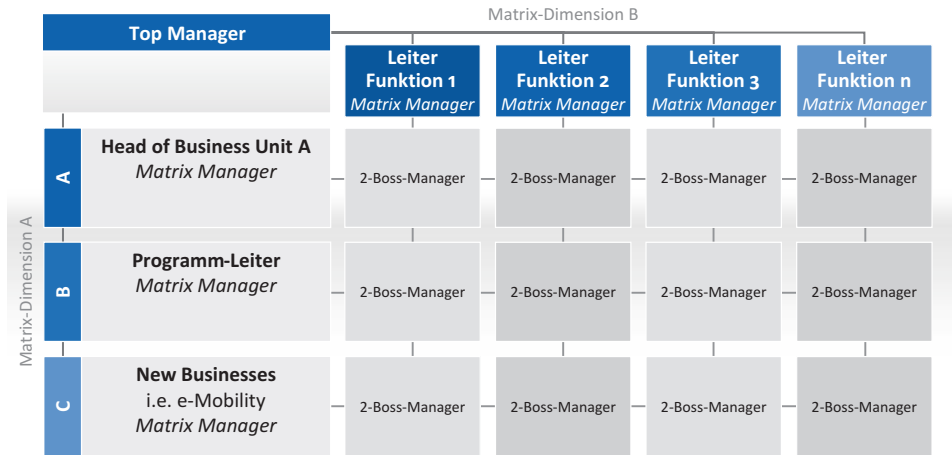 Matrix-Dimension B
Top Manager
Leiter
Funktion 1
Matrix Manager
Leiter
Funktion 2
Matrix Manager
Leiter
Funktion 3
Matrix Manager
Leiter
Funktion n
Matrix Manager
Matrix-Dimension A
A
Head of Business Unit A
Matrix Manager
2-Boss-Manager
2-Boss-Manager
2-Boss-Manager
2-Boss-Manager
B
Programm-Leiter
Matrix Manager
2-Boss-Manager
2-Boss-Manager
2-Boss-Manager
2-Boss-Manager
C
New Businesses
i.e. e-Mobility
Matrix Manager
2-Boss-Manager
2-Boss-Manager
2-Boss-Manager
2-Boss-Manager